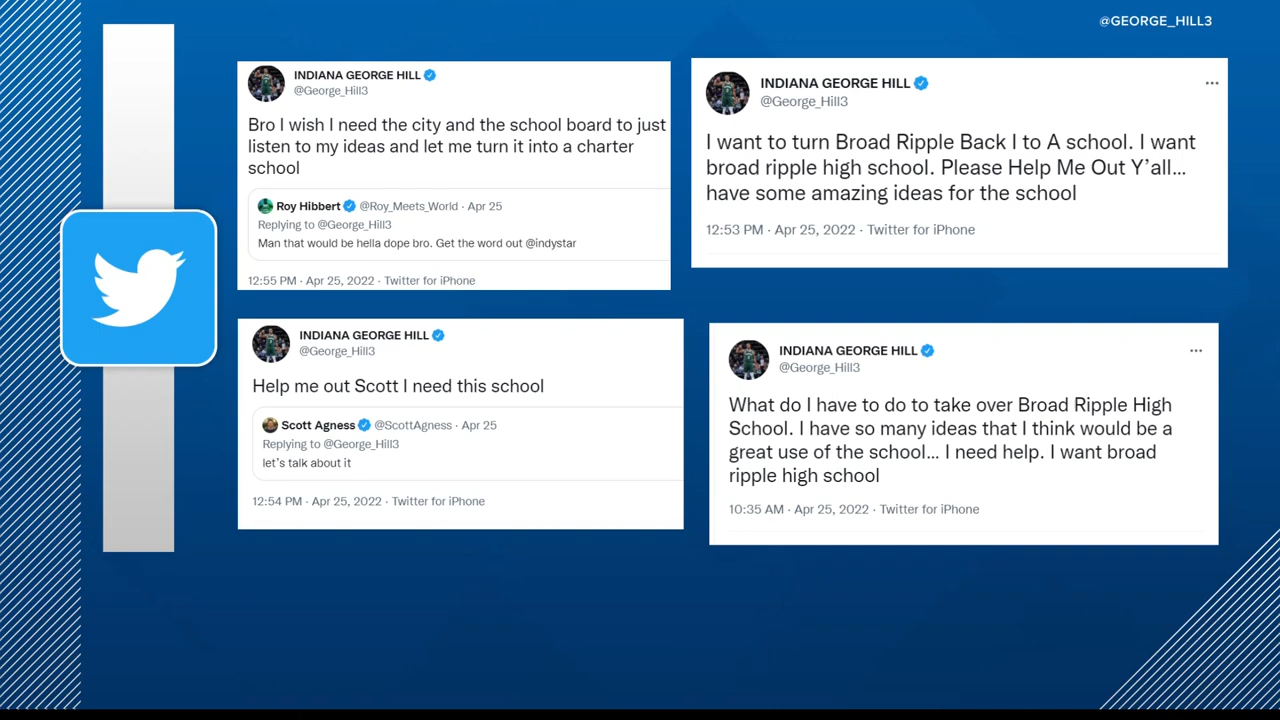 @GEORGE_HILL3
INDIANA GEORGE HILL
@George_Hill3
Bro I wish I need the city and the school board to just
listen to my ideas and let me turn it into a charter
school
Roy Hibbert @Roy_Meets_World · Apr 25
Replying to @George_Hill3
Man that would be hella dope bro. Get the word out @indystar
12:55 PM · Apr 25, 2022 · Twitter for iPhone
INDIANA GEORGE HILL
@George_Hill3
I want to turn Broad Ripple Back I to A school. I want
broad ripple high school. Please Help Me Out Y’all...
have some amazing ideas for the school
12:53 PM · Apr 25, 2022 · Twitter for iPhone
INDIANA GEORGE HILL
@George_Hill3
Help me out Scott I need this school
Scott Agness @ScottAgness · Apr 25
Replying to @George_Hill3
let’s talk about it
12:54 PM · Apr 25, 2022 · Twitter for iPhone
INDIANA GEORGE HILL
@George_Hill3
What do I have to do to take over Broad Ripple High
School. I have so many ideas that I think would be a
great use of the school... I need help. I want broad
ripple high school
10:35 AM · Apr 25, 2022 · Twitter for iPhone